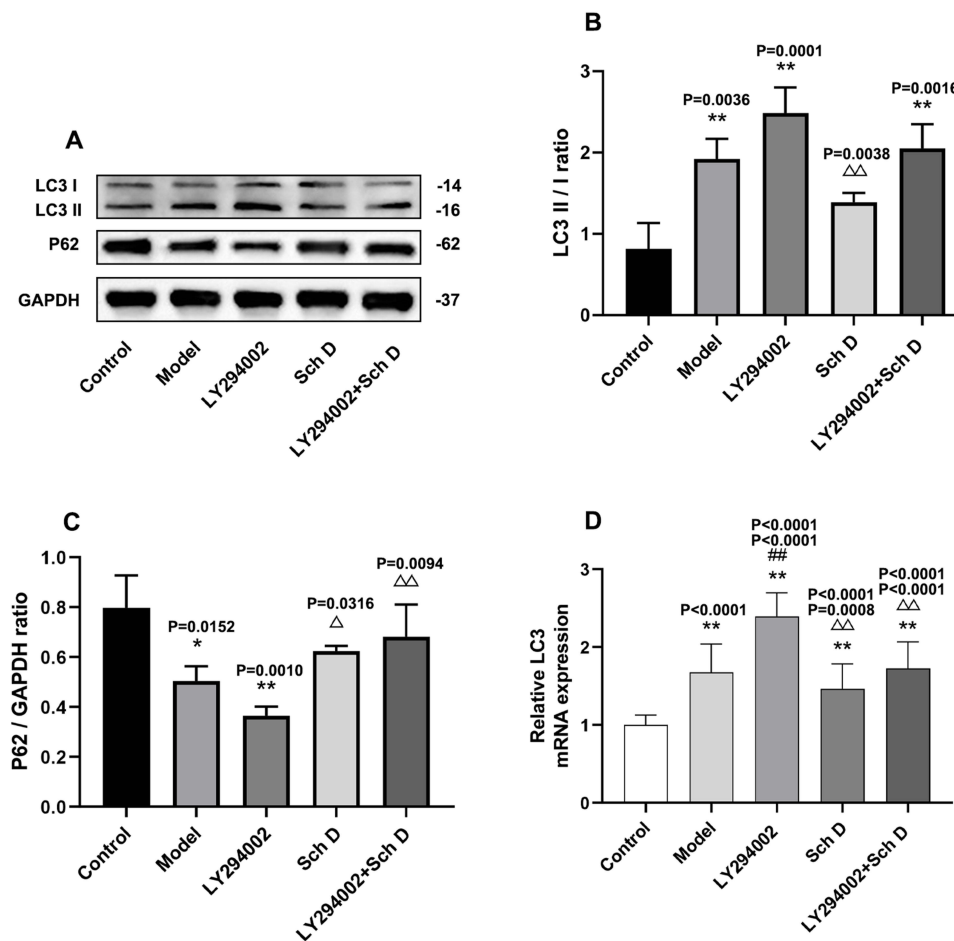 A
LC3 I
-14
LC3 II
-16
P62
-62
GAPDH
-37
Control
Model
LY294002
Sch D
LY294002+Sch D
B
LC3 II / I ratio
3
2
1
0
P=0.0036
**
P=0.0001
**
P=0.0038
△△
P=0.0016
**
Control
Model
LY294002
Sch D
LY294002+Sch D
C
P62 / GAPDH ratio
1.0
0.8
0.6
0.4
0.2
0.0
P=0.0152
*
P=0.0010
**
P=0.0316
△
P=0.0094
△△
Control
Model
LY294002
Sch D
LY294002+Sch D
D
Relative LC3
mRNA expression
3
2
1
0
P<0.0001
**
P<0.0001
P<0.0001
##
**
P<0.0001
P=0.0008
△△
**
P<0.0001
P<0.0001
△△
**
Control
Model
LY294002
Sch D
LY294002+Sch D